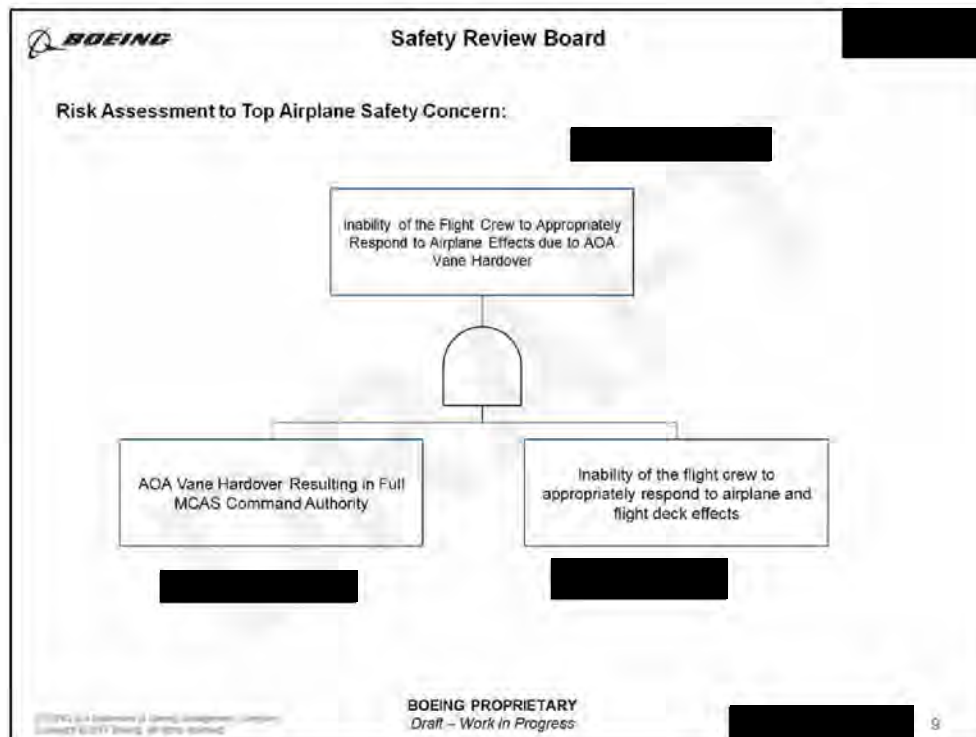 BOEING
Safety Review Board
Risk Assessment to Top Airplane Safety Concern:
Inability of the Flight Crew to Appropriately
Respond to Airplane Effects due to AOA
Vane Hardover
AOA Vane Hardover Resulting in Full
MCAS Command Authority
Inability of the flight crew to
appropriately respond to airplane and
flight deck effects
BOEING PROPRIETARY
Draft – Work in Progress
9